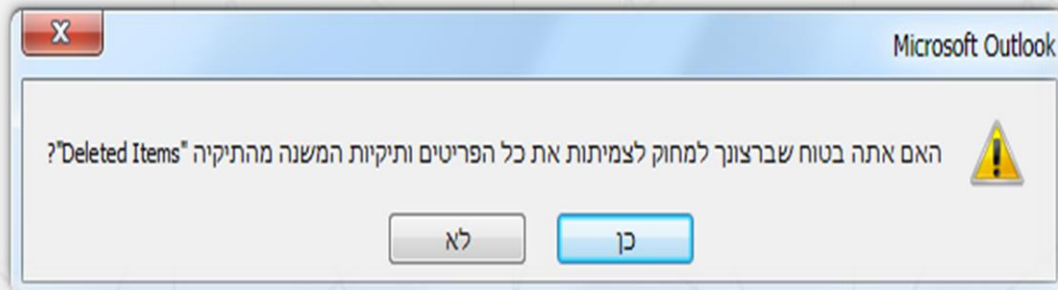 Microsoft Outlook
האם אתה בטוח שברצונך למחוק לצמיתות את כל הפריטים ותיקיות המשנה מהתיקיה "Deleted Items"?
כן
לא